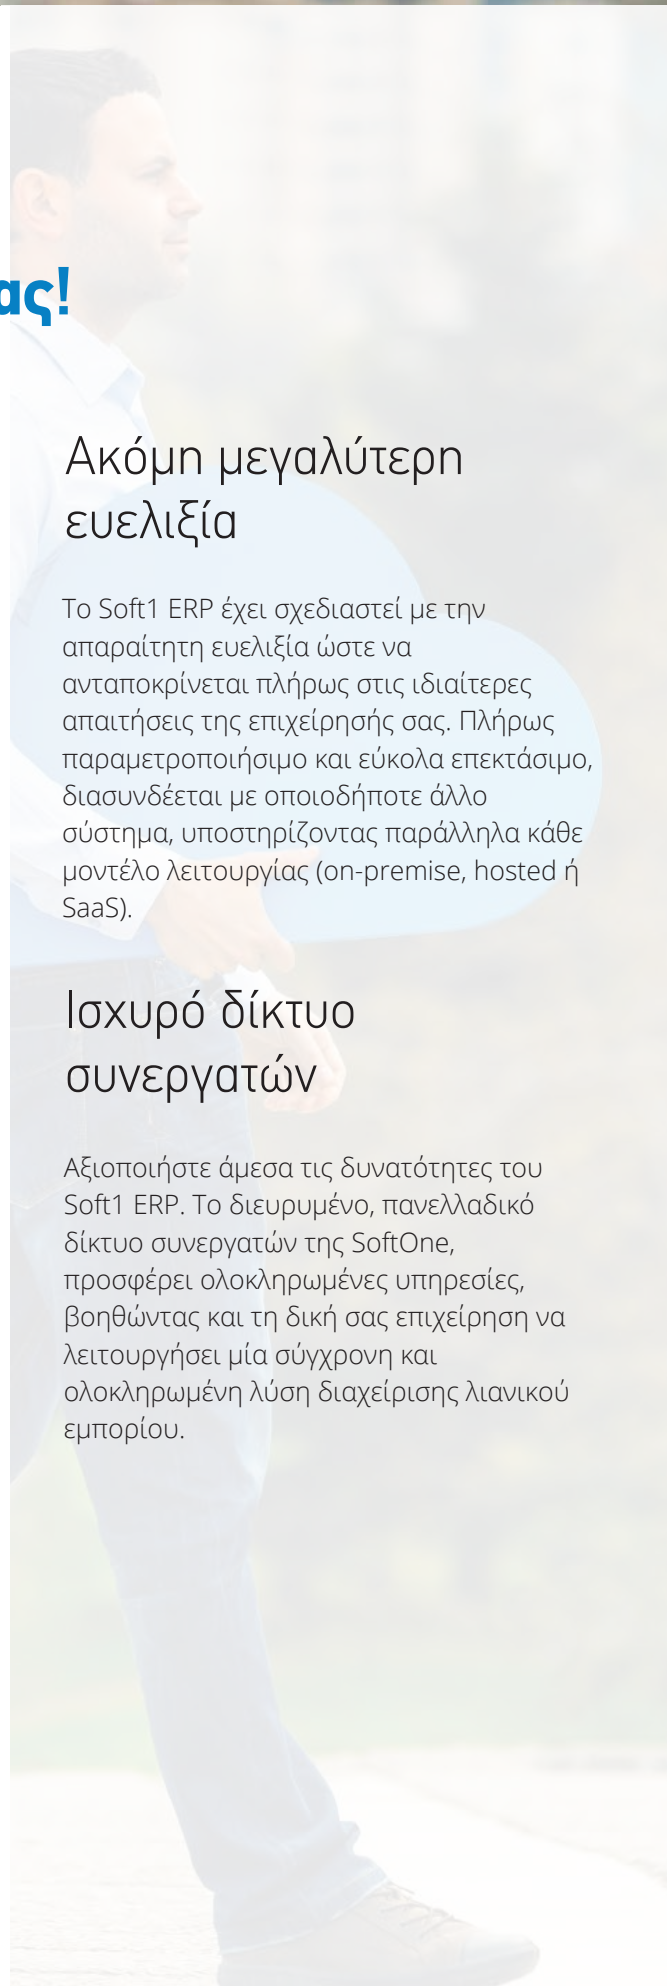 Ακόμη μεγαλύτερη
ευελιξία
Το Soft1 ERP έχει σχεδιαστεί με την
απαραίτητη ευελιξία ώστε να
ανταποκρίνεται πλήρως στις ιδιαίτερες
απαιτήσεις της επιχείρησής σας. Πλήρως
παραμετροποιήσιμο και εύκολα επεκτάσιμο,
διασυνδέεται με οποιοδήποτε άλλο
σύστημα, υποστηρίζοντας παράλληλα κάθε
μοντέλο λειτουργίας (on-premise, hosted ή
SaaS).
Ισχυρό δίκτυο
συνεργατών
Αξιοποιήστε άμεσα τις δυνατότητες του
Soft1 ERP. Το διευρυμένο, πανελλαδικό
δίκτυο συνεργατών της SoftOne,
προσφέρει ολοκληρωμένες υπηρεσίες,
βοηθώντας και τη δική σας επιχείρηση να
λειτουργήσει μία σύγχρονη και
ολοκληρωμένη λύση διαχείρισης λιανικού
εμπορίου.